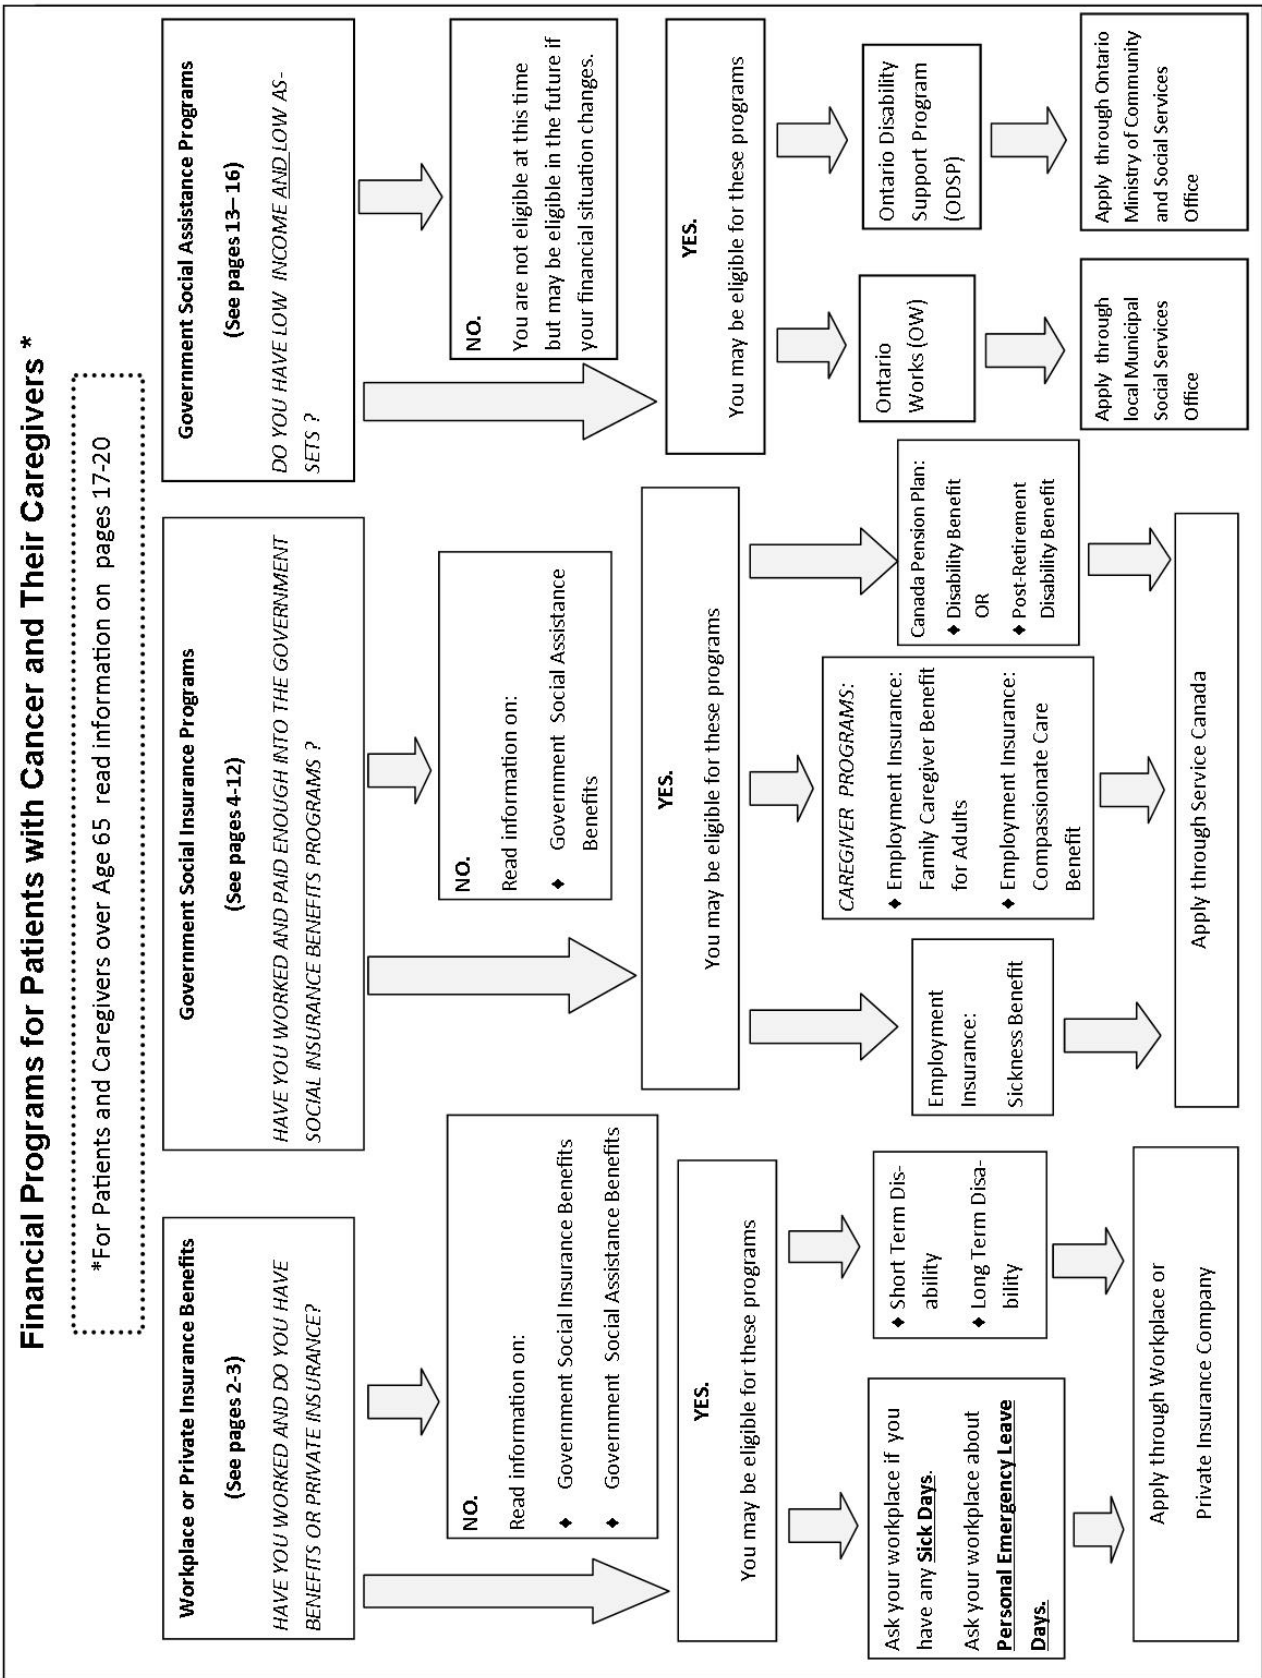 Financial Programs for Patients with Cancer and Their Caregivers *
*For Patients and Caregivers over Age 65 read information on pages 17-20
Workplace or Private Insurance Benefits
(See pages 2-3)
HAVE YOU WORKED AND DO YOU HAVE
BENEFITS OR PRIVATE INSURANCE?
NO.
Read information on:
♦ Government Social Insurance Benefits
♦ Government Social Assistance Benefits
YES.
You may be eligible for these programs
Ask your workplace if you
have any Sick Days.
Ask your workplace about
Personal Emergency Leave
Days.
♦ Short Term Dis-
ability
♦ Long Term Disa-
bility
Apply through Workplace or
Private Insurance Company
Government Social Insurance Programs
(See pages 4-12)
HAVE YOU WORKED AND PAID ENOUGH INTO THE GOVERNMENT
SOCIAL INSURANCE BENEFITS PROGRAMS ?
NO.
Read information on:
♦ Government Social Assistance
Benefits
YES.
You may be eligible for these programs
Employment
Insurance:
Sickness Benefit
CAREGIVER PROGRAMS:
♦ Employment Insurance:
Family Caregiver Benefit
for Adults
♦ Employment Insurance:
Compassionate Care
Benefit
Canada Pension Plan:
♦ Disability Benefit
OR
♦ Post-Retirement
Disability Benefit
Apply through Service Canada
Government Social Assistance Programs
(See pages 13– 16)
DO YOU HAVE LOW INCOME AND LOW AS-
SETS ?
NO.
You are not eligible at this time
but may be eligible in the future if
your financial situation changes.
YES.
You may be eligible for these programs
Ontario
Works (OW)
Ontario Disability
Support Program
(ODSP)
Apply through
local Municipal
Social Services
Office
Apply through Ontario
Ministry of Community
and Social Services
Office